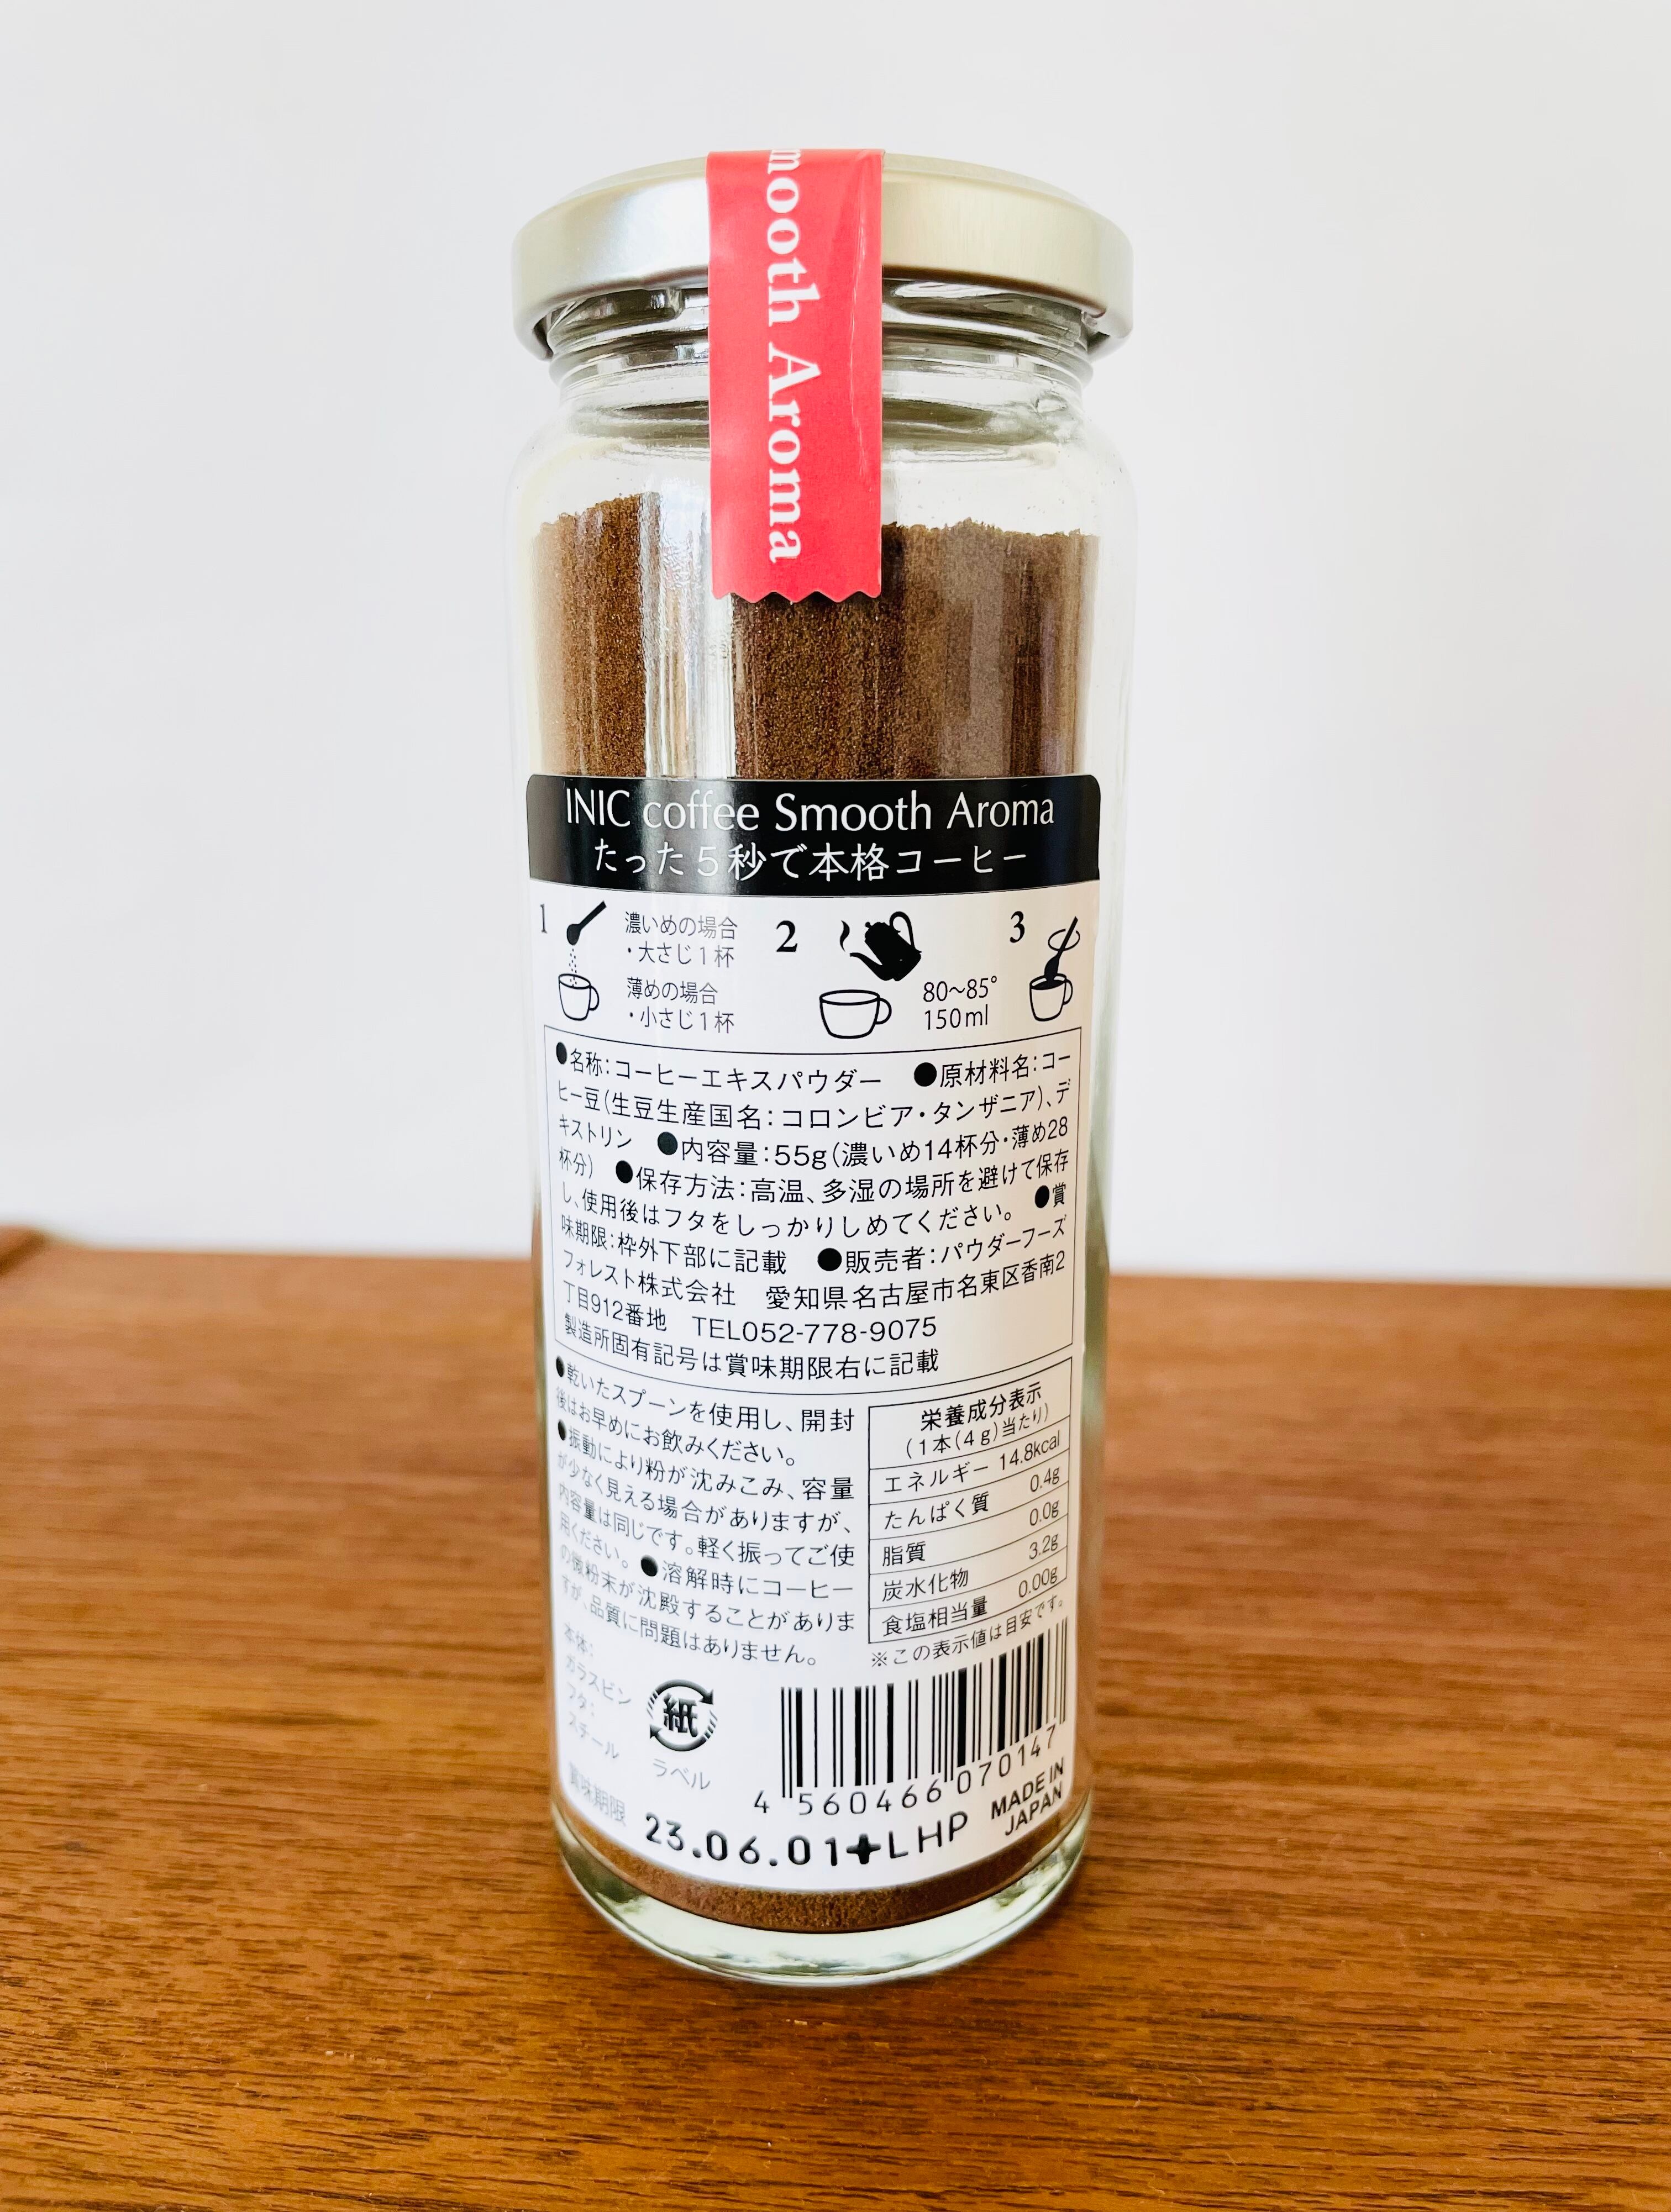 mooth Aroma
INIC coffee Smooth Aroma
たった5秒で本格コーヒー
1
濃いめの場合
・大さじ1杯
薄めの場合
・小さじ1杯
2
80〜85°
150ml
3
●名称:コーヒーエキスパウダー ●原材料名:コー
ヒー豆(生豆生産国名:コロンビア・タンザニア)、デ
キストリン ●内容量:55g(濃いめ14杯分・薄め28
杯分) ●保存方法:高温、多湿の場所を避けて保存
し、使用後はフタをしっかりしめてください。 ●賞
味期限:枠外下部に記載 ●販売者:パウダーフーズ
フォレスト株式会社 愛知県名古屋市名東区香南2
丁目912番地 TEL052-778-9075
製造所固有記号は賞味期限右に記載
●乾いたスプーンを使用し、開封
後はお早めにお飲みください。
●振動により粉が沈みこみ、容量
が少なく見える場合がありますが、
内容量は同じです。軽く振ってご使
用ください。 ●溶解時にコーヒー
の微粉末が沈殿することがありま
すが、品質に問題はありません。
栄養成分表示
(1本(4g)当たり)
エネルギー 14.8kcal
たんぱく質 0.4g
脂質 0.0g
炭水化物 3.2g
食塩相当量 0.00g
※この表示値は目安です。
本体:
ガラスビン
フタ:
スチール
紙
ラベル
4 560466 070147
賞味期限
23.06.01+LHP
MADE IN
JAPAN